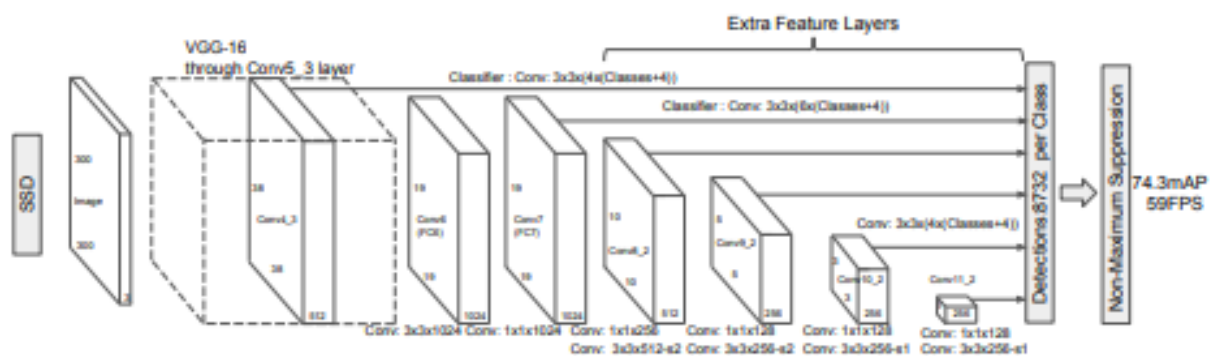 Extra Feature Layers
VGG-16
through Conv5_3 layer
Classifier : Conv: 3x3x(4x(Classes+4))
Classifier : Conv: 3x3x(6x(Classes+4))
SSD
300
Image
300
3
38
Conv4_3
38
512
19
Conv6
(FC6)
19
1024
19
Conv7
(FC7)
19
1024
10
Conv8_2
10
512
5
Conv9_2
5
256
Conv: 3x3x(4x(Classes+4))
3
Conv10_2
3
256
Conv11_2
256
Detections:8732 per Class
Non-Maximum Suppression
74.3mAP
59FPS
Conv: 3x3x1024
Conv: 1x1x1024
Conv: 1x1x256
Conv: 3x3x512-s2
Conv: 1x1x128
Conv: 3x3x256-s2
Conv: 1x1x128
Conv: 3x3x256-s1
Conv: 1x1x128
Conv: 3x3x256-s1